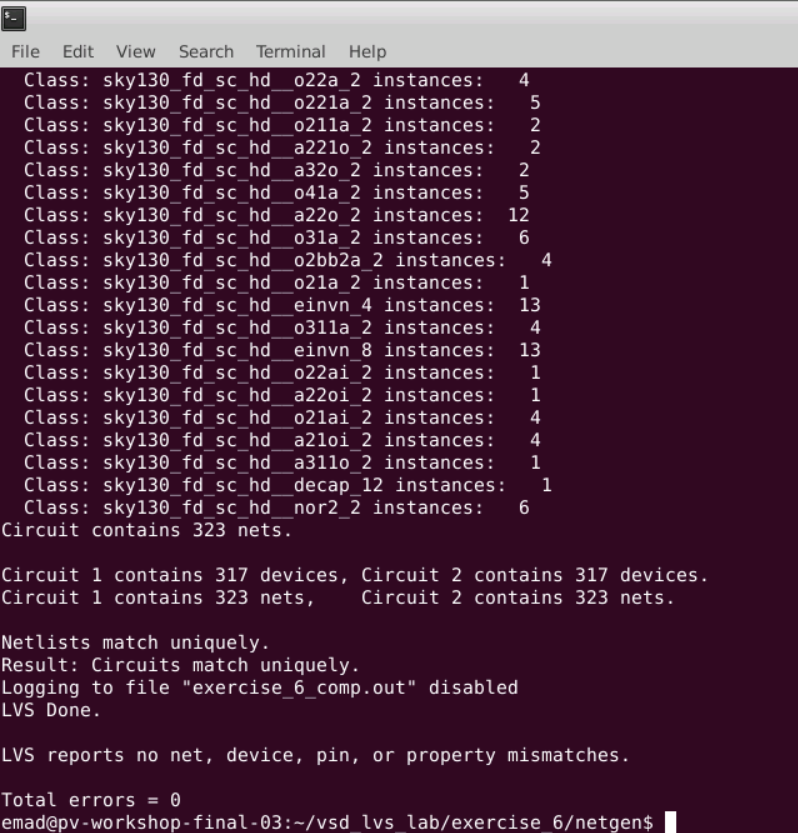 File Edit View Search Terminal Help
Class: sky130_fd_sc_hd__o22a_2 instances: 4
Class: sky130_fd_sc_hd__o221a_2 instances: 5
Class: sky130_fd_sc_hd__o211a_2 instances: 2
Class: sky130_fd_sc_hd__a221o_2 instances: 2
Class: sky130_fd_sc_hd__a32o_2 instances: 2
Class: sky130_fd_sc_hd__o41a_2 instances: 5
Class: sky130_fd_sc_hd__a22o_2 instances: 12
Class: sky130_fd_sc_hd__o31a_2 instances: 6
Class: sky130_fd_sc_hd__o2bb2a_2 instances: 4
Class: sky130_fd_sc_hd__o21a_2 instances: 1
Class: sky130_fd_sc_hd__einvn_4 instances: 13
Class: sky130_fd_sc_hd__o311a_2 instances: 4
Class: sky130_fd_sc_hd__einvn_8 instances: 13
Class: sky130_fd_sc_hd__o22ai_2 instances: 1
Class: sky130_fd_sc_hd__a22oi_2 instances: 1
Class: sky130_fd_sc_hd__o21ai_2 instances: 4
Class: sky130_fd_sc_hd__a21oi_2 instances: 4
Class: sky130_fd_sc_hd__a311o_2 instances: 1
Class: sky130_fd_sc_hd__decap_12 instances: 1
Class: sky130_fd_sc_hd__nor2_2 instances: 6
Circuit contains 323 nets.
Circuit 1 contains 317 devices, Circuit 2 contains 317 devices.
Circuit 1 contains 323 nets, Circuit 2 contains 323 nets.
Netlists match uniquely.
Result: Circuits match uniquely.
Logging to file "exercise_6_comp.out" disabled
LVS Done.
LVS reports no net, device, pin, or property mismatches.
Total errors = 0
emad@pv-workshop-final-03:~/vsd_lvs_lab/exercise_6/netgen$